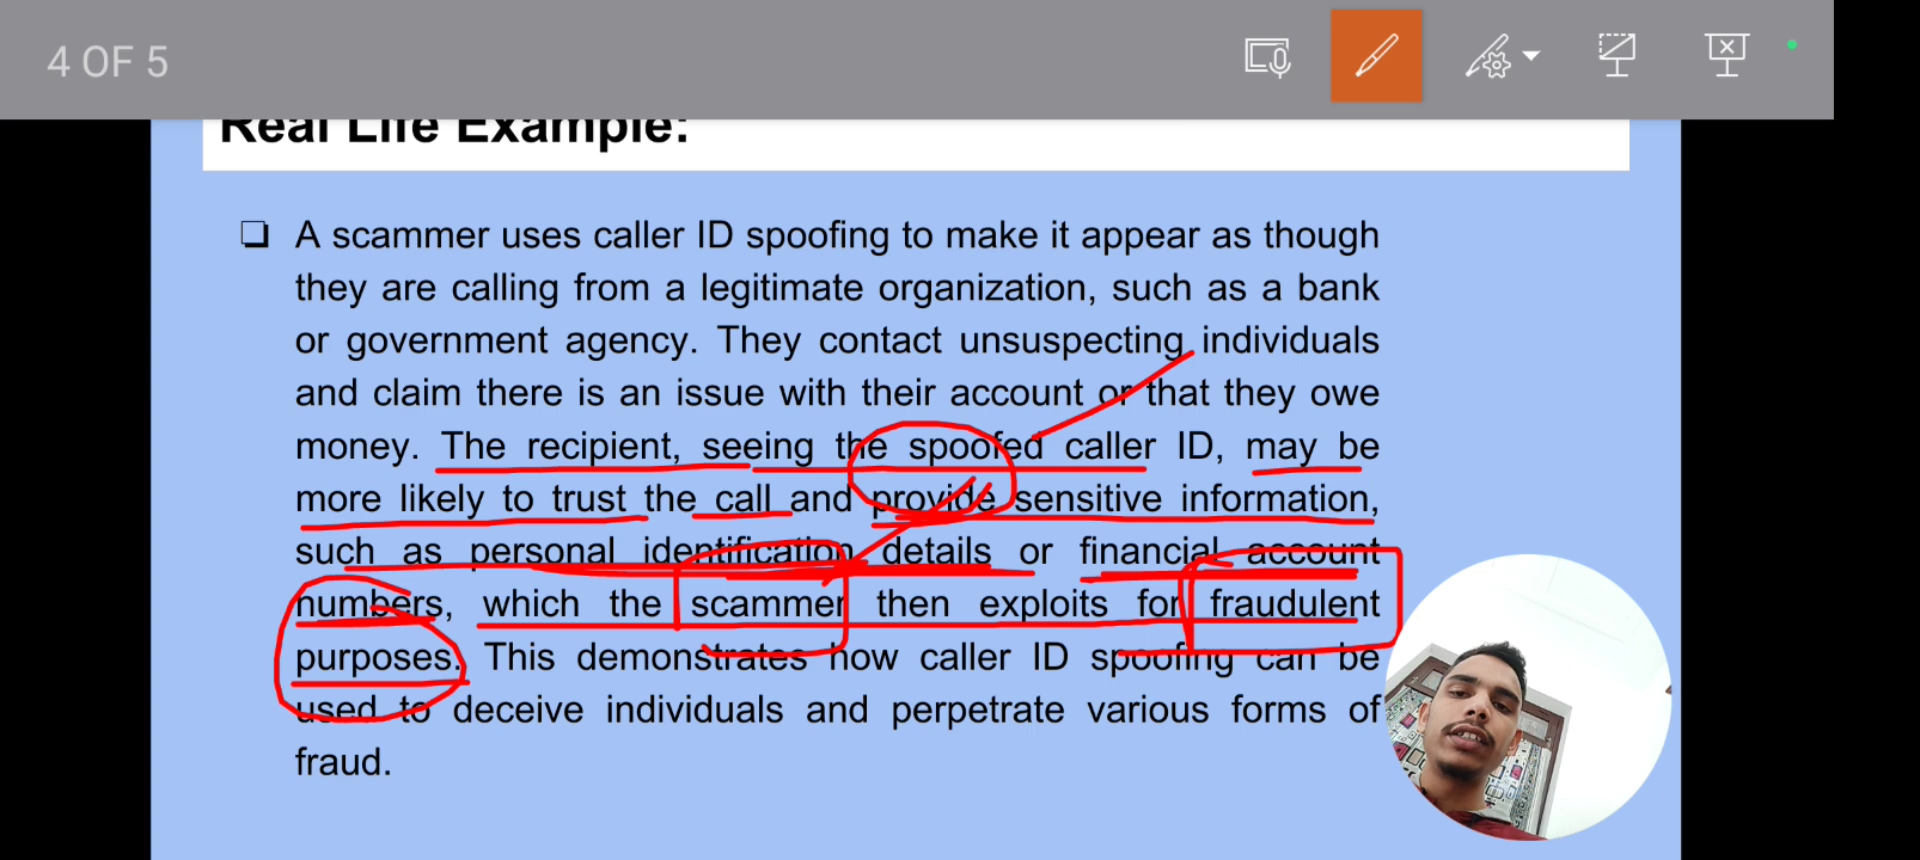 4 OF 5
Real Life Example:
A scammer uses caller ID spoofing to make it appear as though
they are calling from a legitimate organization, such as a bank
or government agency. They contact unsuspecting individuals
and claim there is an issue with their account or that they owe
money. The recipient, seeing the spoofed caller ID, may be
more likely to trust the call and provide sensitive information,
such as personal identification details or financial account
numbers, which the scammer then exploits for fraudulent
purposes. This demonstrates how caller ID spoofing can be
used to deceive individuals and perpetrate various forms of
fraud.